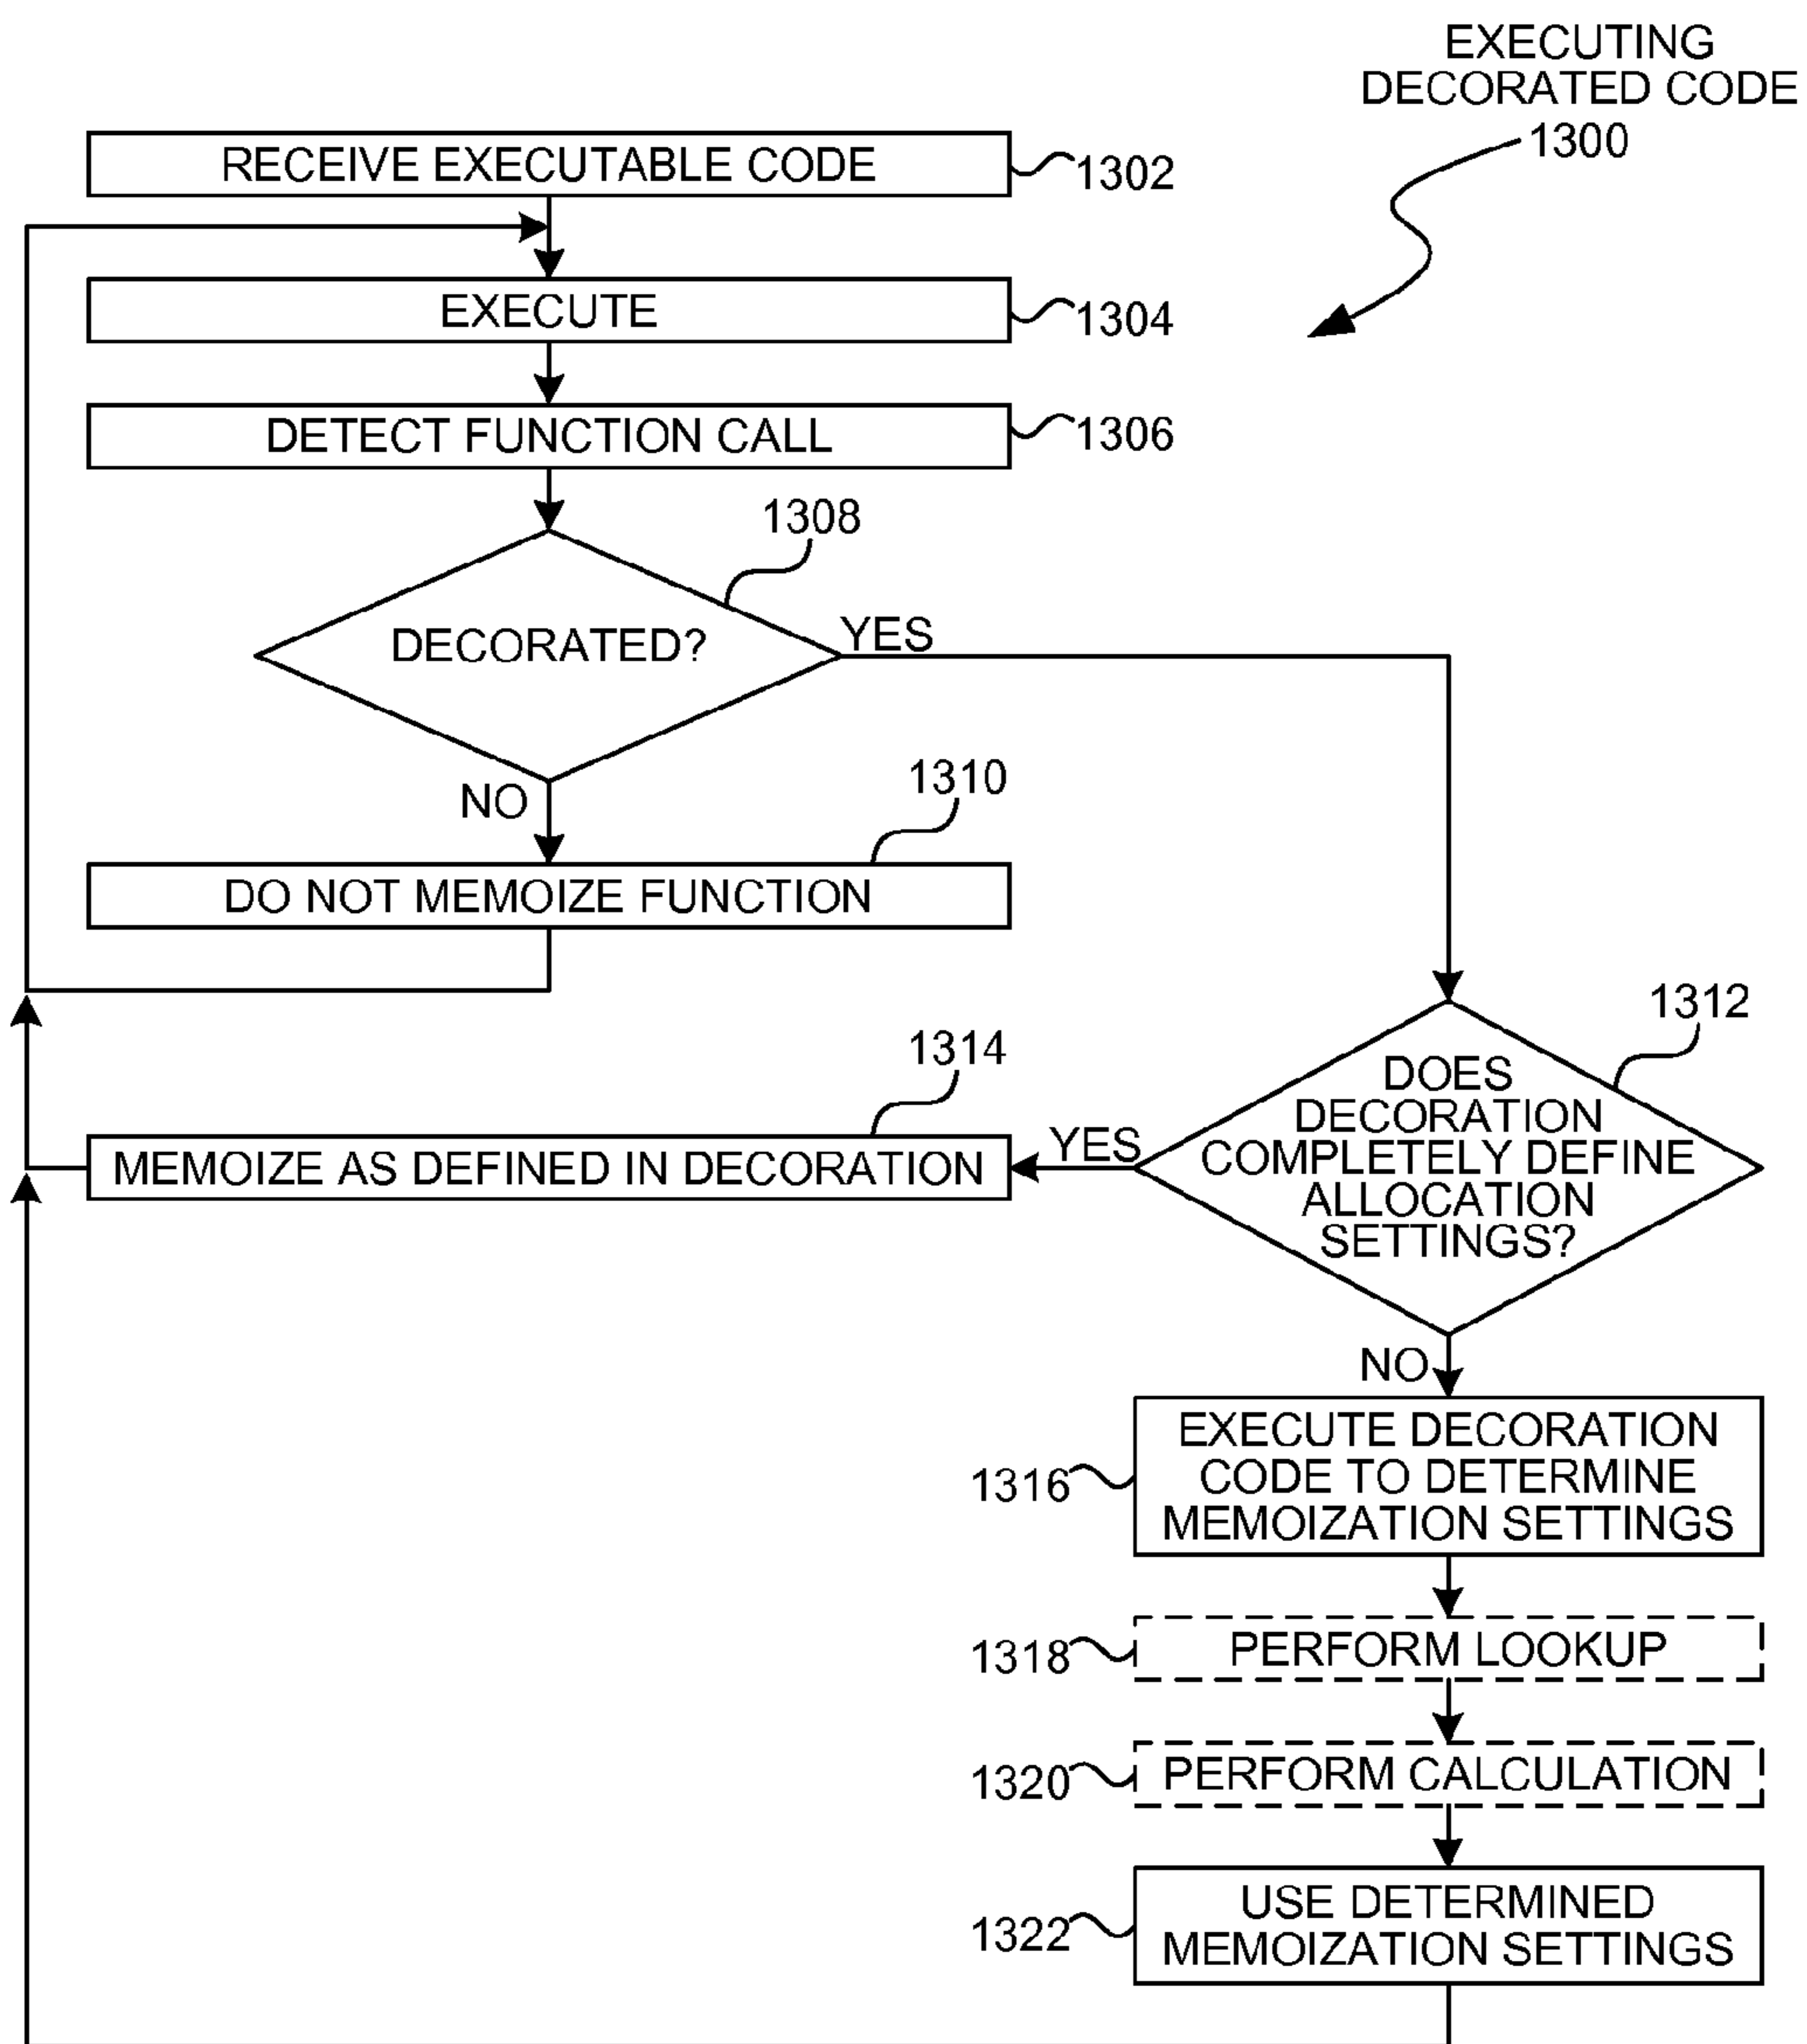 EXECUTING
DECORATED CODE
1300
RECEIVE EXECUTABLE CODE
1302
EXECUTE
1304
DETECT FUNCTION CALL
1306
1308
DECORATED?
YES
NO
1310
DO NOT MEMOIZE FUNCTION
1312
DOES
DECORATION
COMPLETELY DEFINE
ALLOCATION
SETTINGS?
1314
YES
MEMOIZE AS DEFINED IN DECORATION
NO
EXECUTE DECORATION
CODE TO DETERMINE
MEMOIZATION SETTINGS
1316
PERFORM LOOKUP
1318
PERFORM CALCULATION
1320
USE DETERMINED
MEMOIZATION SETTINGS
1322